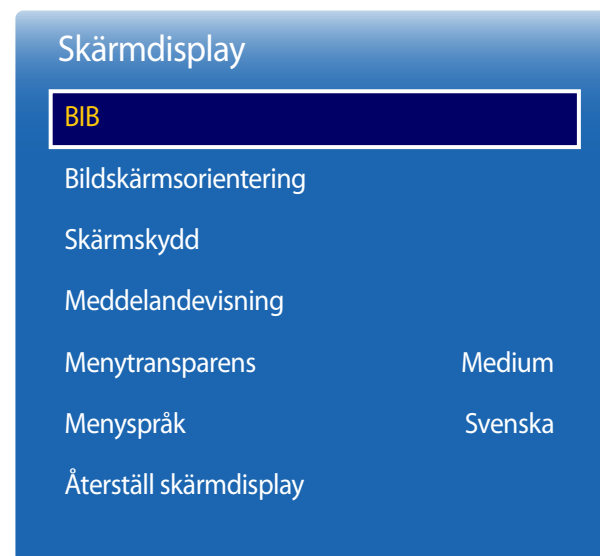 Skärmdisplay
BIB
Bildskärmsorientering
Skärmskydd
Meddelandevisning
Menytransparens Medium
Menyspråk Svenska
Återställ skärmdisplay